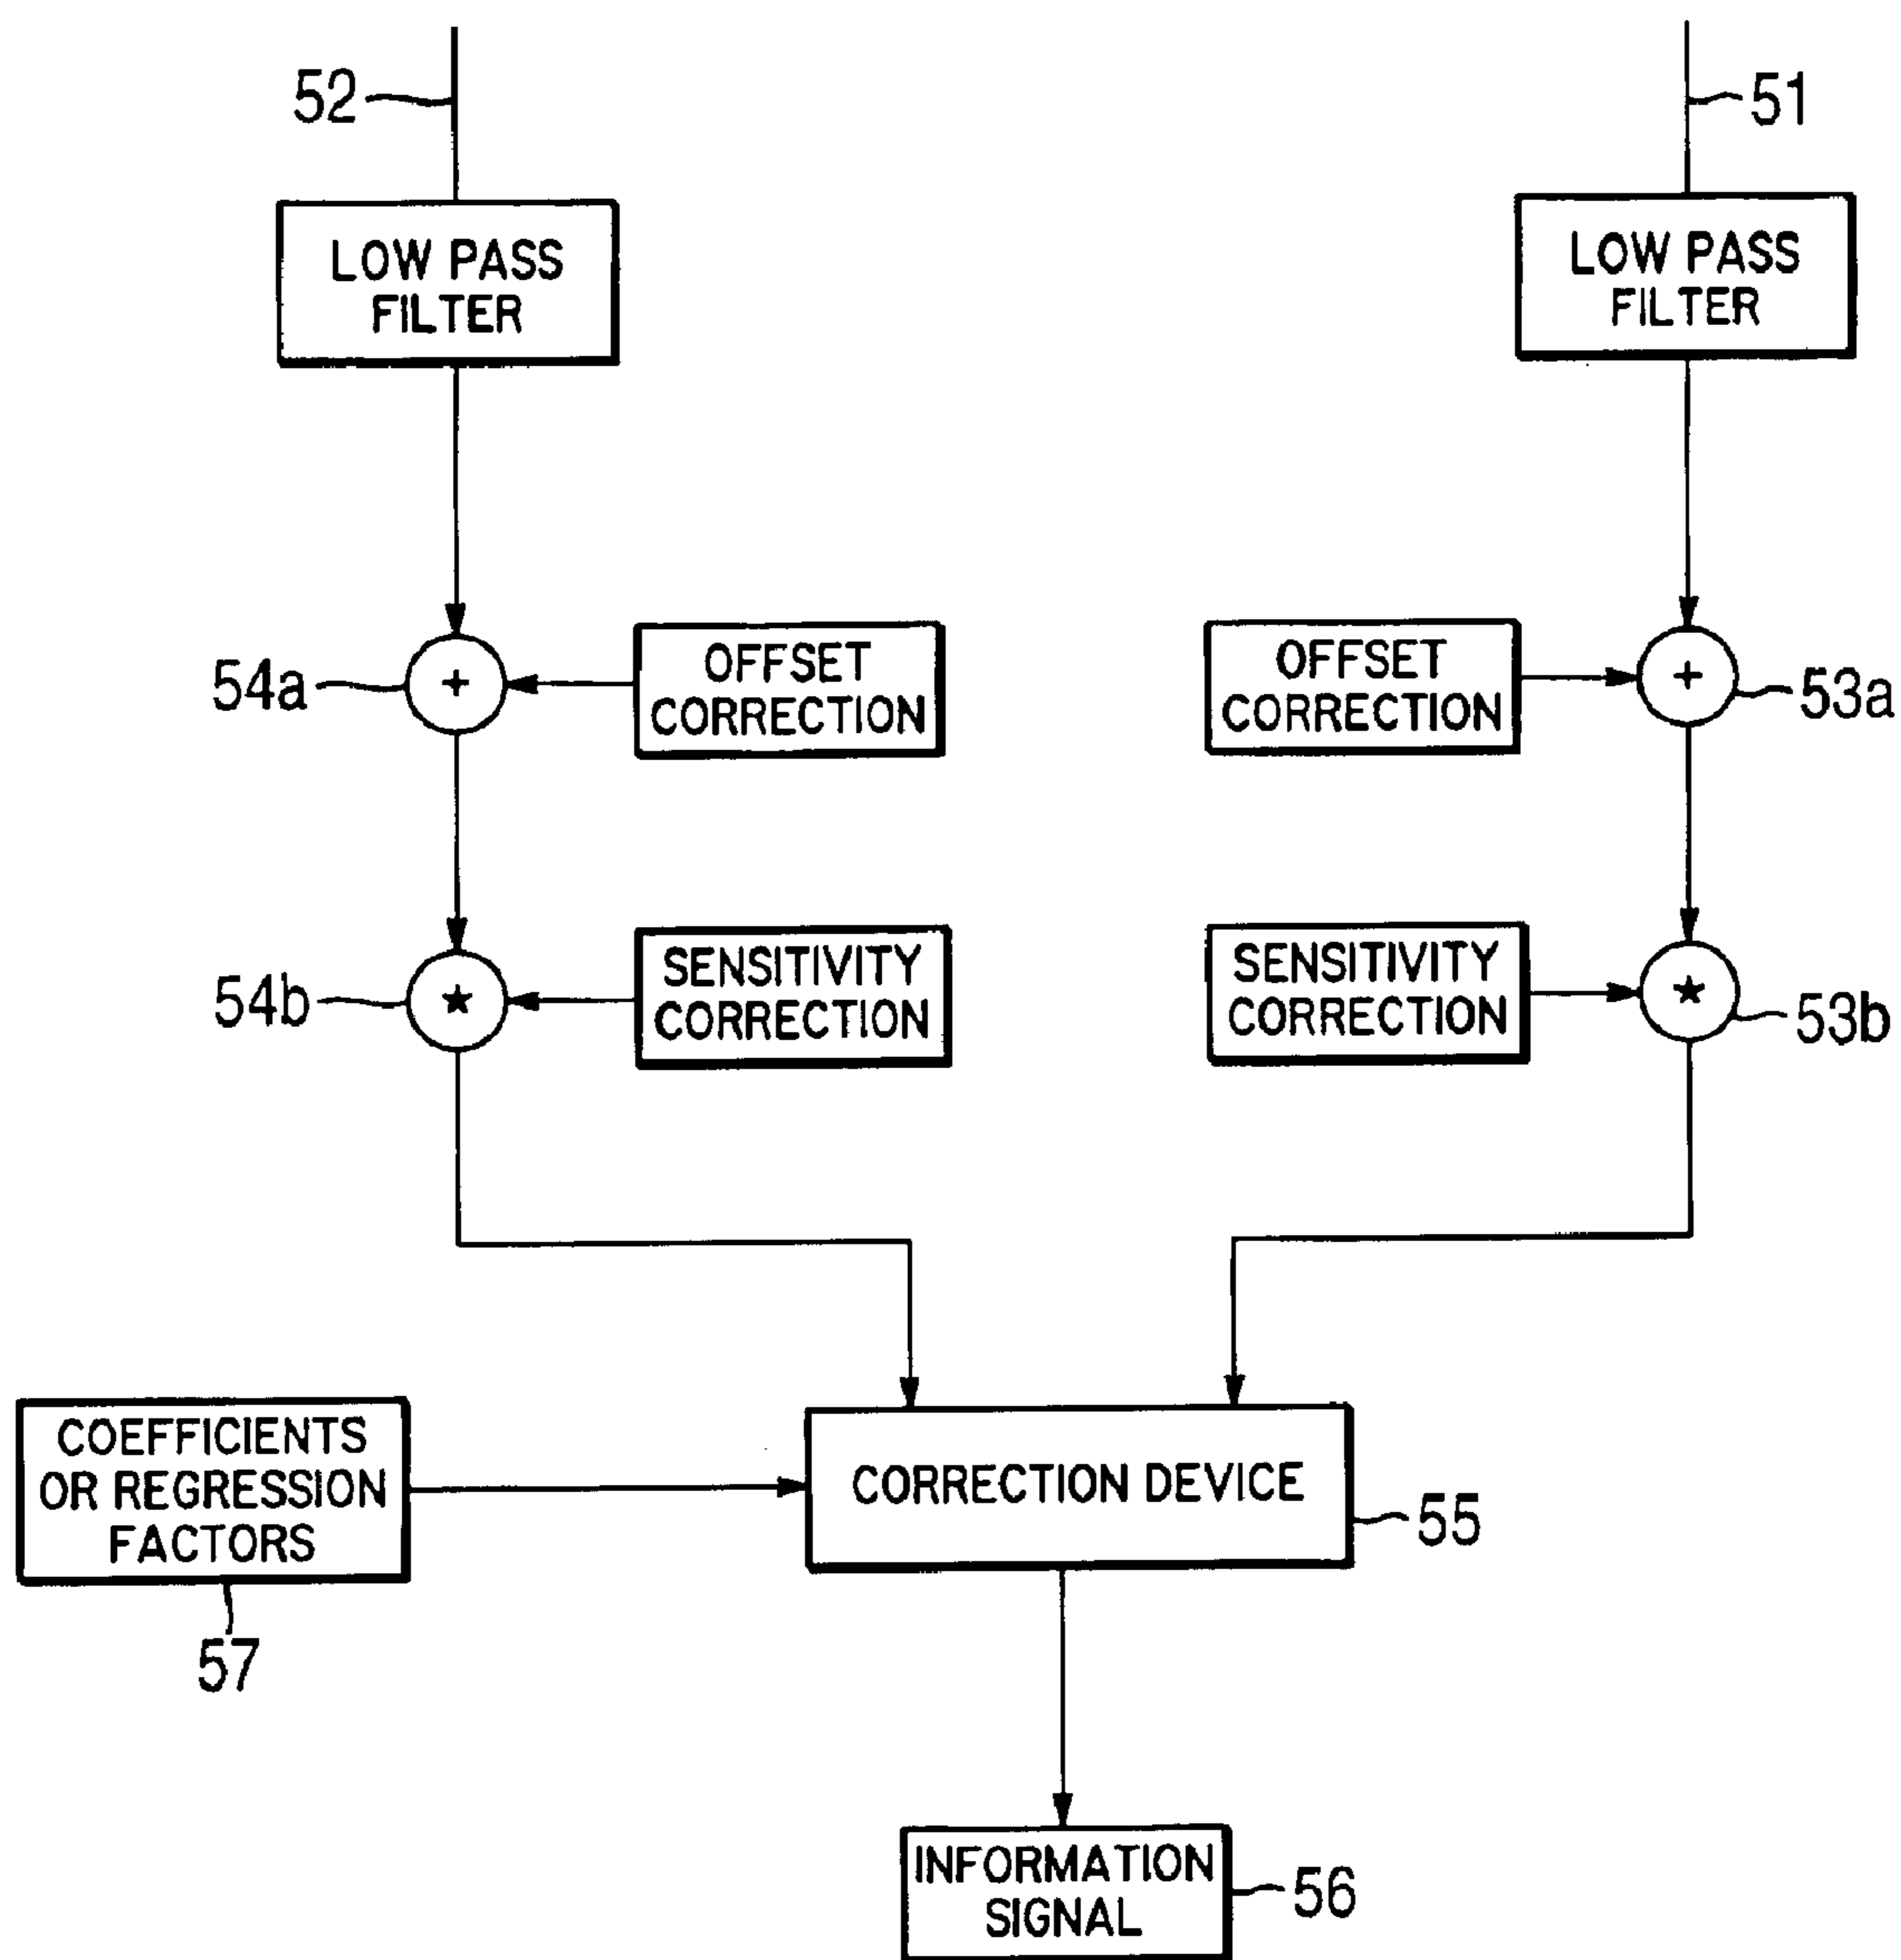 52
51
LOW PASS
FILTER
LOW PASS
FILTER
54a
+
OFFSET
CORRECTION
OFFSET
CORRECTION
+
53a
54b
★
SENSITIVITY
CORRECTION
SENSITIVITY
CORRECTION
★
53b
COEFFICIENTS
OR REGRESSION
FACTORS
57
CORRECTION DEVICE
55
INFORMATION
SIGNAL
56